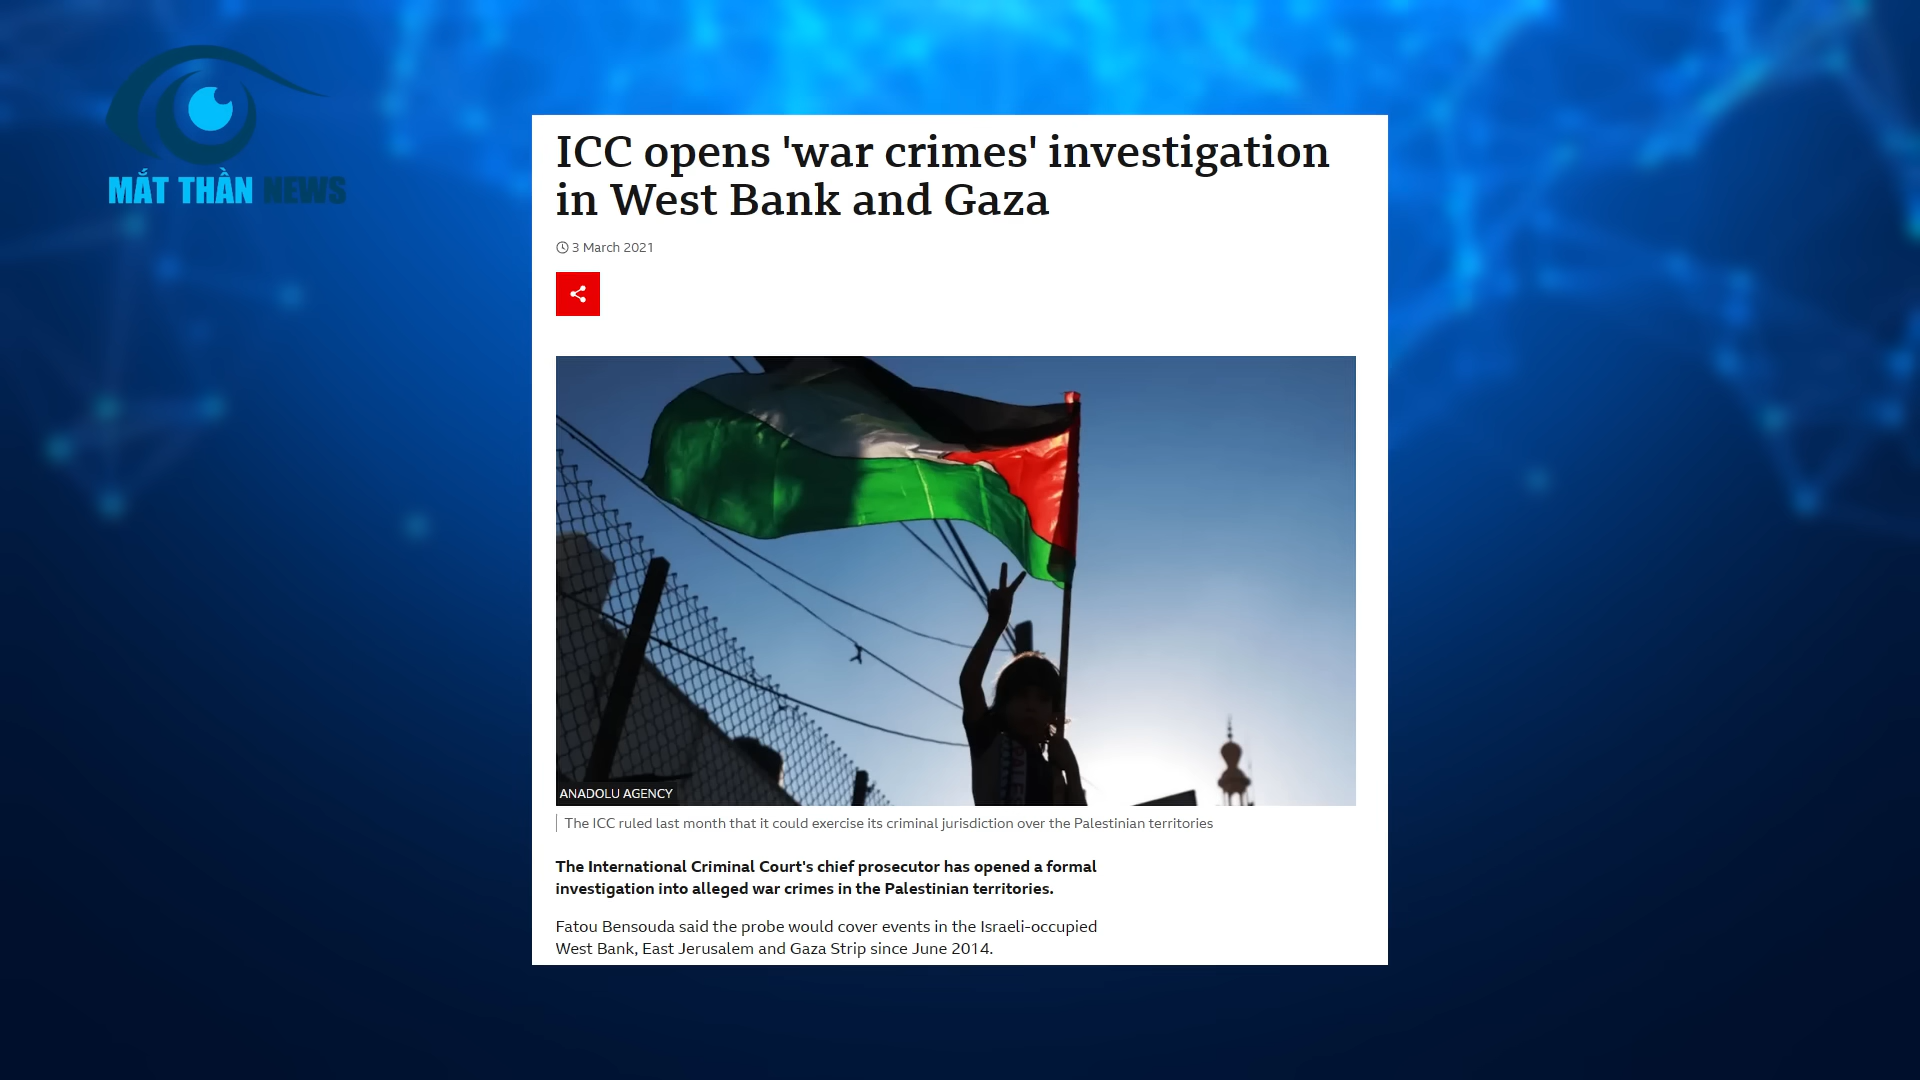 MẮT THẦN NEWS
ICC opens 'war crimes' investigation
in West Bank and Gaza
3 March 2021
ANADOLU AGENCY
The ICC ruled last month that it could exercise its criminal jurisdiction over the Palestinian territories
The International Criminal Court's chief prosecutor has opened a formal
investigation into alleged war crimes in the Palestinian territories.
Fatou Bensouda said the probe would cover events in the Israeli-occupied
West Bank, East Jerusalem and Gaza Strip since June 2014.